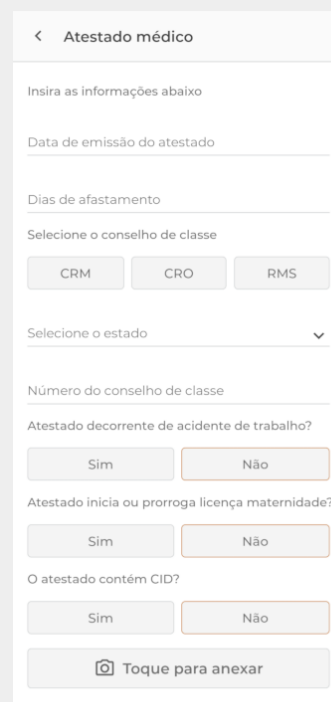 Atestado médico
Insira as informações abaixo
Data de emissão do atestado
Dias de afastamento
Selecione o conselho de classe
CRM CRO RMS
Selecione o estado
Número do conselho de classe
Atestado decorrente de acidente de trabalho?
Sim Não
Atestado inicia ou prorroga licença maternidade?
Sim Não
O atestado contém CID?
Sim Não
Toque para anexar